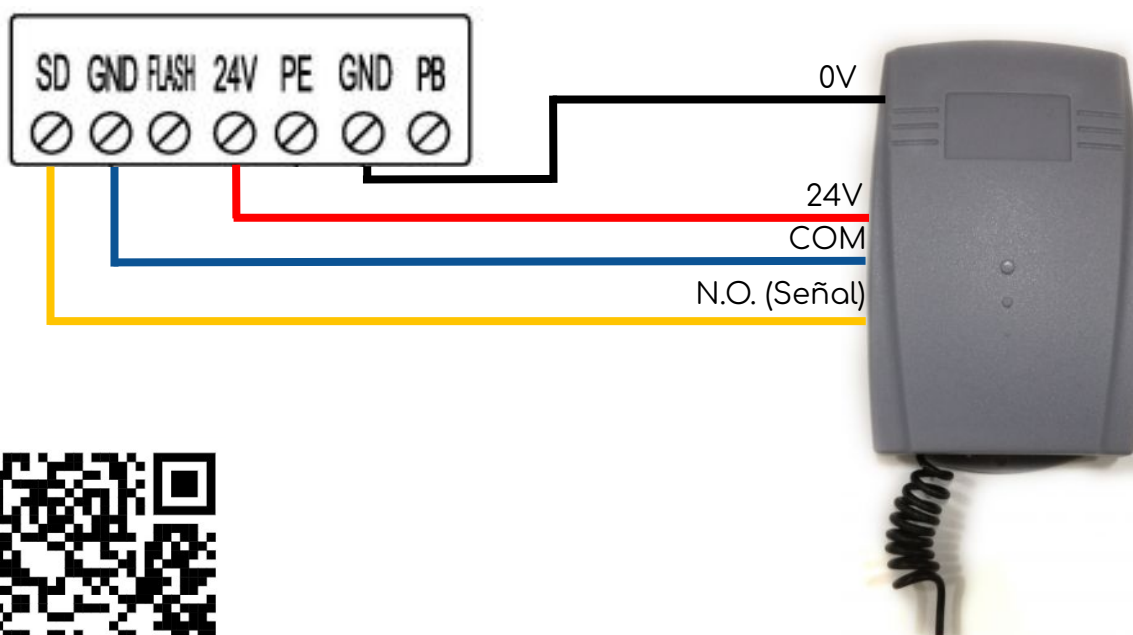 SD GND FLASH 24V PE GND PB
0V
24V
COM
N.O. (Señal)